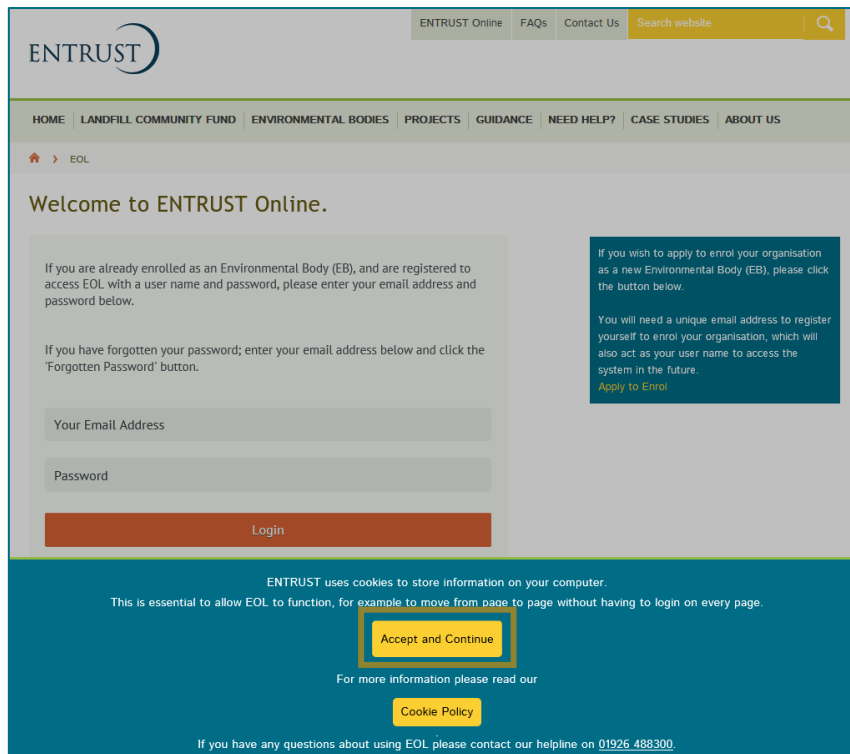 ENTRUST Online FAQs Contact Us Search website
ENTRUST
HOME LANDFILL COMMUNITY FUND ENVIRONMENTAL BODIES PROJECTS GUIDANCE NEED HELP? CASE STUDIES ABOUT US
> EOL
Welcome to ENTRUST Online.
If you are already enrolled as an Environmental Body (EB), and are registered to
access EOL with a user name and password, please enter your email address and
password below.
If you have forgotten your password; enter your email address below and click the
'Forgotten Password' button.
Your Email Address
Password
Login
If you wish to apply to enrol your organisation
as a new Environmental Body (EB), please click
the button below.
You will need a unique email address to register
yourself to enrol your organisation, which will
also act as your user name to access the
system in the future.
Apply to Enrol
ENTRUST uses cookies to store information on your computer.
This is essential to allow EOL to function, for example to move from page to page without having to login on every page.
Accept and Continue
For more information please read our
Cookie Policy
.
If you have any questions about using EOL please contact our helpline on 01926 488300.